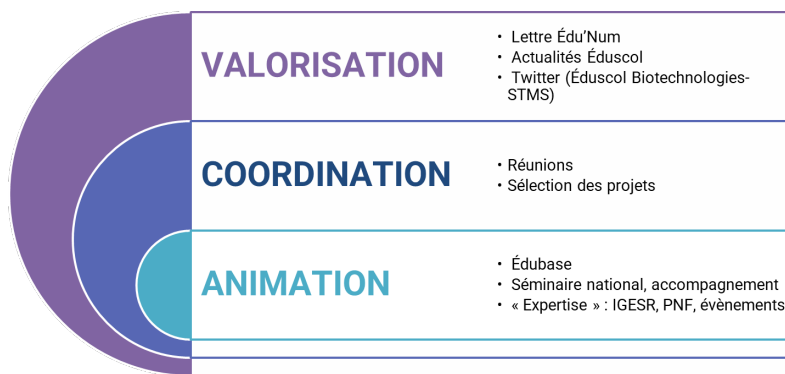 VALORISATION
• Lettre Édu’Num
• Actualités Éduscol
• Twitter (Éduscol Biotechnologies-
STMS)
COORDINATION
• Réunions
• Sélection des projets
ANIMATION
• Édubase
• Séminaire national, accompagnement
• « Expertise » : IGESR, PNF, évènements